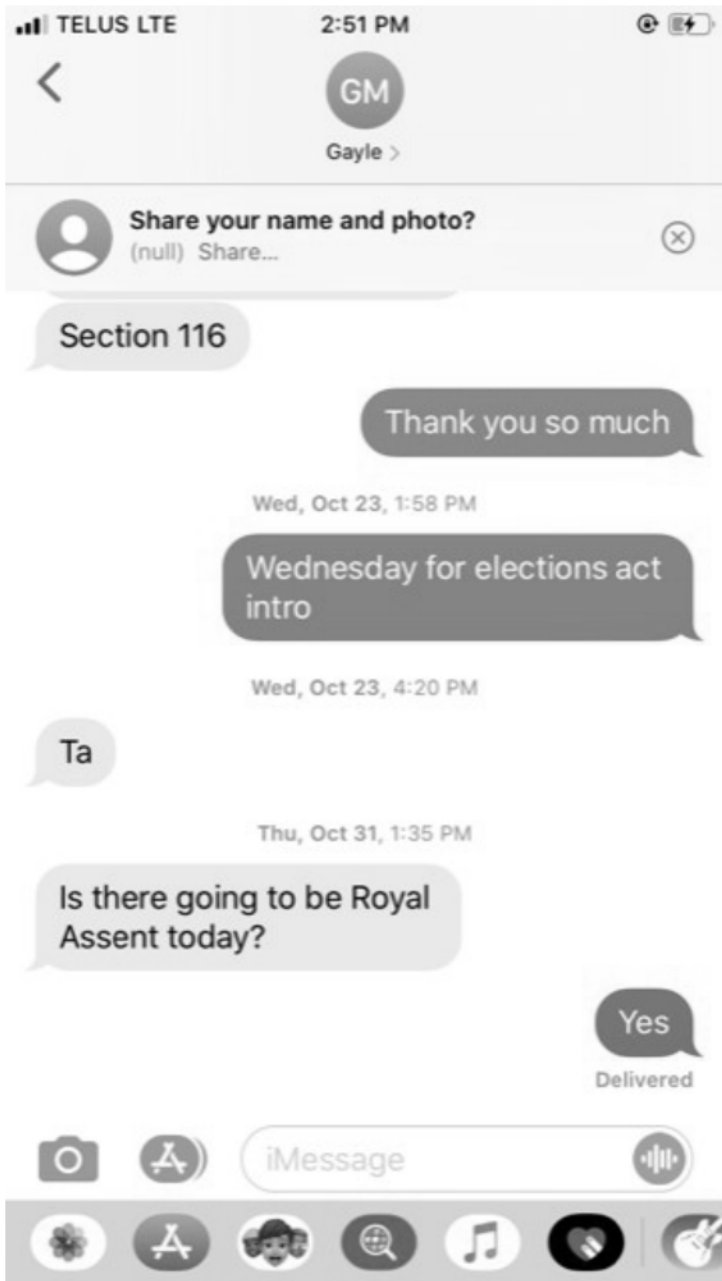 TELUS LTE 2:51 PM
GM
Gayle >
Share your name and photo?
(null) Share...
Section 116
Thank you so much
Wed, Oct 23, 1:58 PM
Wednesday for elections act
intro
Wed, Oct 23, 4:20 PM
Ta
Thu, Oct 31, 1:35 PM
Is there going to be Royal
Assent today?
Yes
Delivered
iMessage